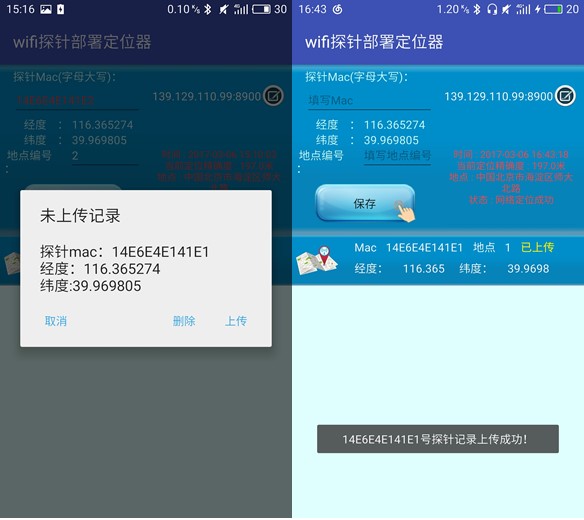 15:16 0.10 % 4G 30
wifi探针部署定位器
探针Mac(字母大写):
14E6E4E141E1
139.129.110.99:8900
经度 : 116.365274
纬度 : 39.969805
地点编号 2
:
未上传记录
探针mac：14E6E4E141E1
经度：116.365274
纬度:39.969805
取消 删除 上传
16:43 1.20 % 4G 20
wifi探针部署定位器
探针Mac(字母大写):
填写Mac
139.129.110.99:8900
经度 : 116.365274
纬度 : 39.969805
地点编号 填写地点编号
:
时间 : 2017-03-06 16:43:18
当前定位精确度 : 197.0米
地点 : 中国北京市海淀区师大
北路
状态 : 网络定位成功
保存
Mac 14E6E4E141E1 地点 1 已上传
经度: 116.365 纬度: 39.9698
14E6E4E141E1号探针记录上传成功!